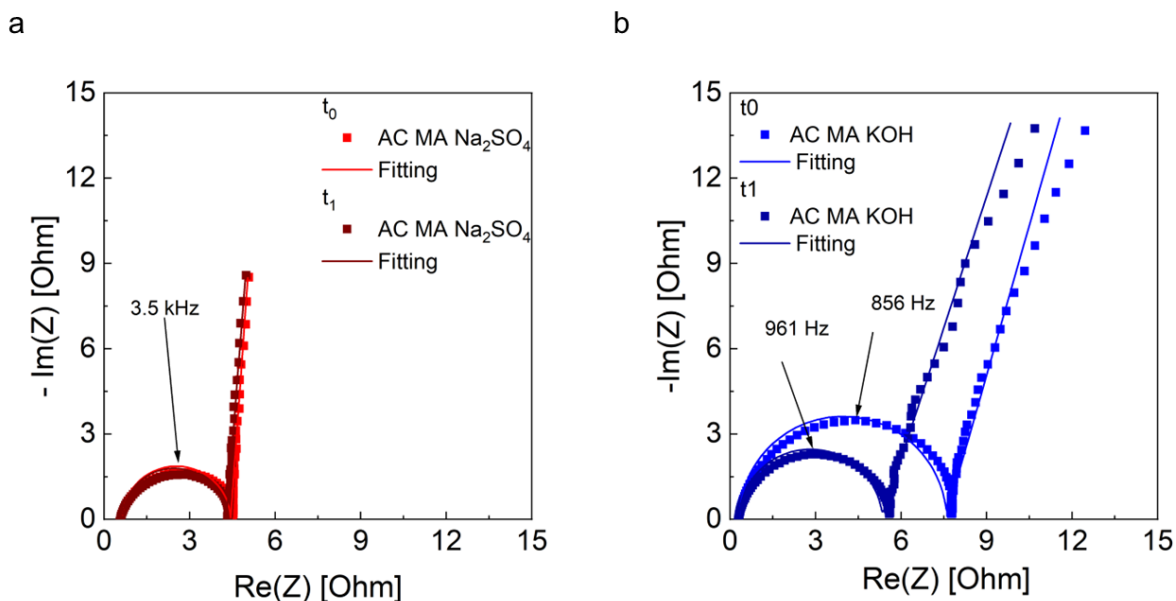 a
b
15
12
9
6
3
0
- Im(Z) [Ohm]
t₀
AC MA Na₂SO₄
Fitting
t₁
AC MA Na₂SO₄
Fitting
3.5 kHz
0 3 6 9 12 15
Re(Z) [Ohm]
15
12
9
6
3
0
-Im(Z) [Ohm]
t0
AC MA KOH
Fitting
t1
AC MA KOH
Fitting
856 Hz
961 Hz
0 3 6 9 12 15
Re(Z) [Ohm]